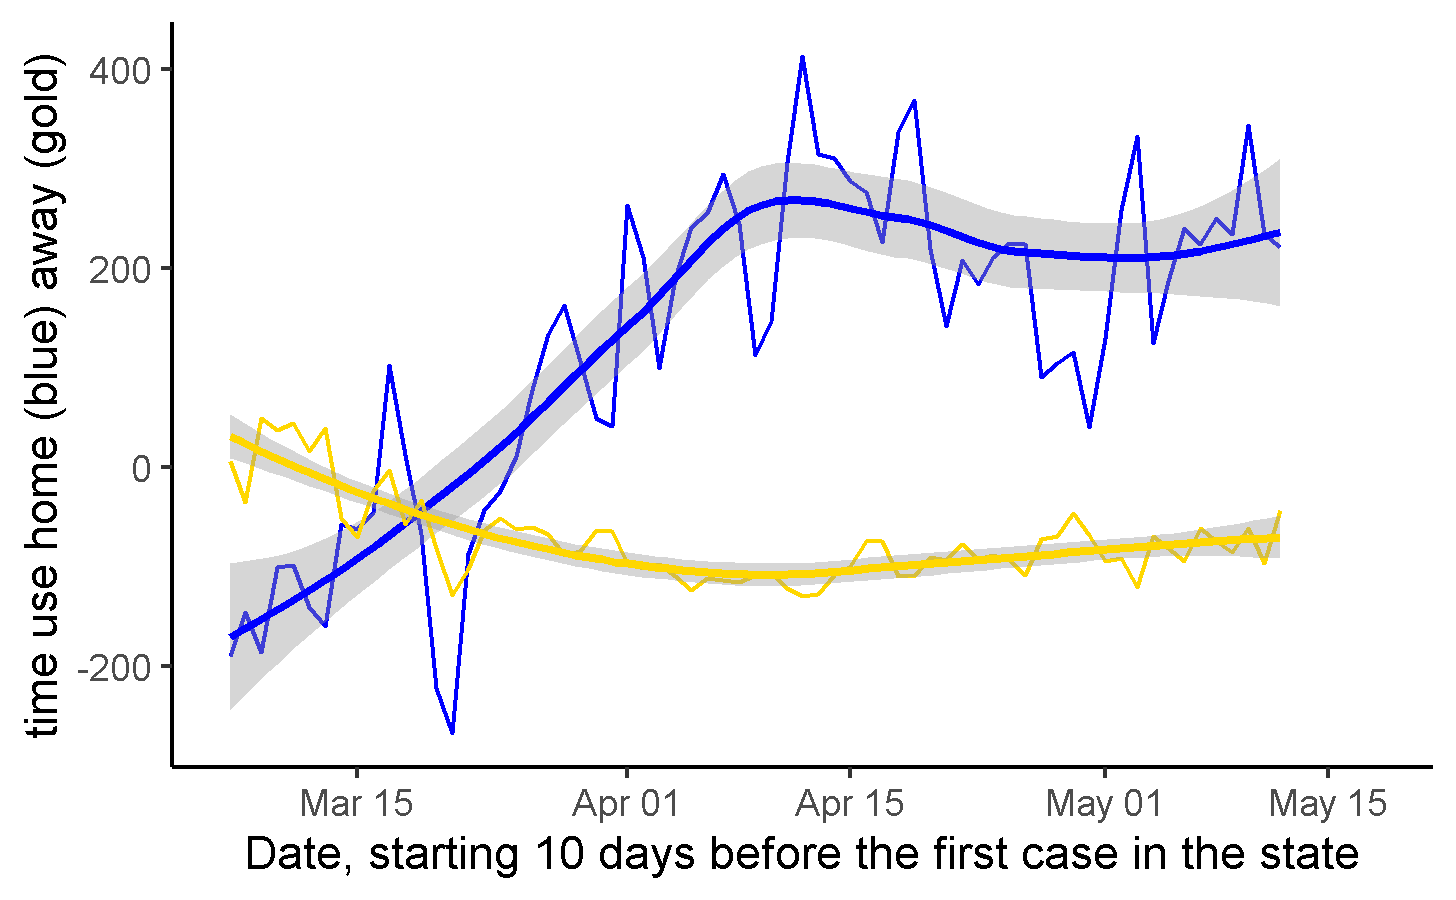 time use home (blue) away (gold)
400
200
0
-200
Mar 15
Apr 01
Apr 15
May 01
May 15
Date, starting 10 days before the first case in the state